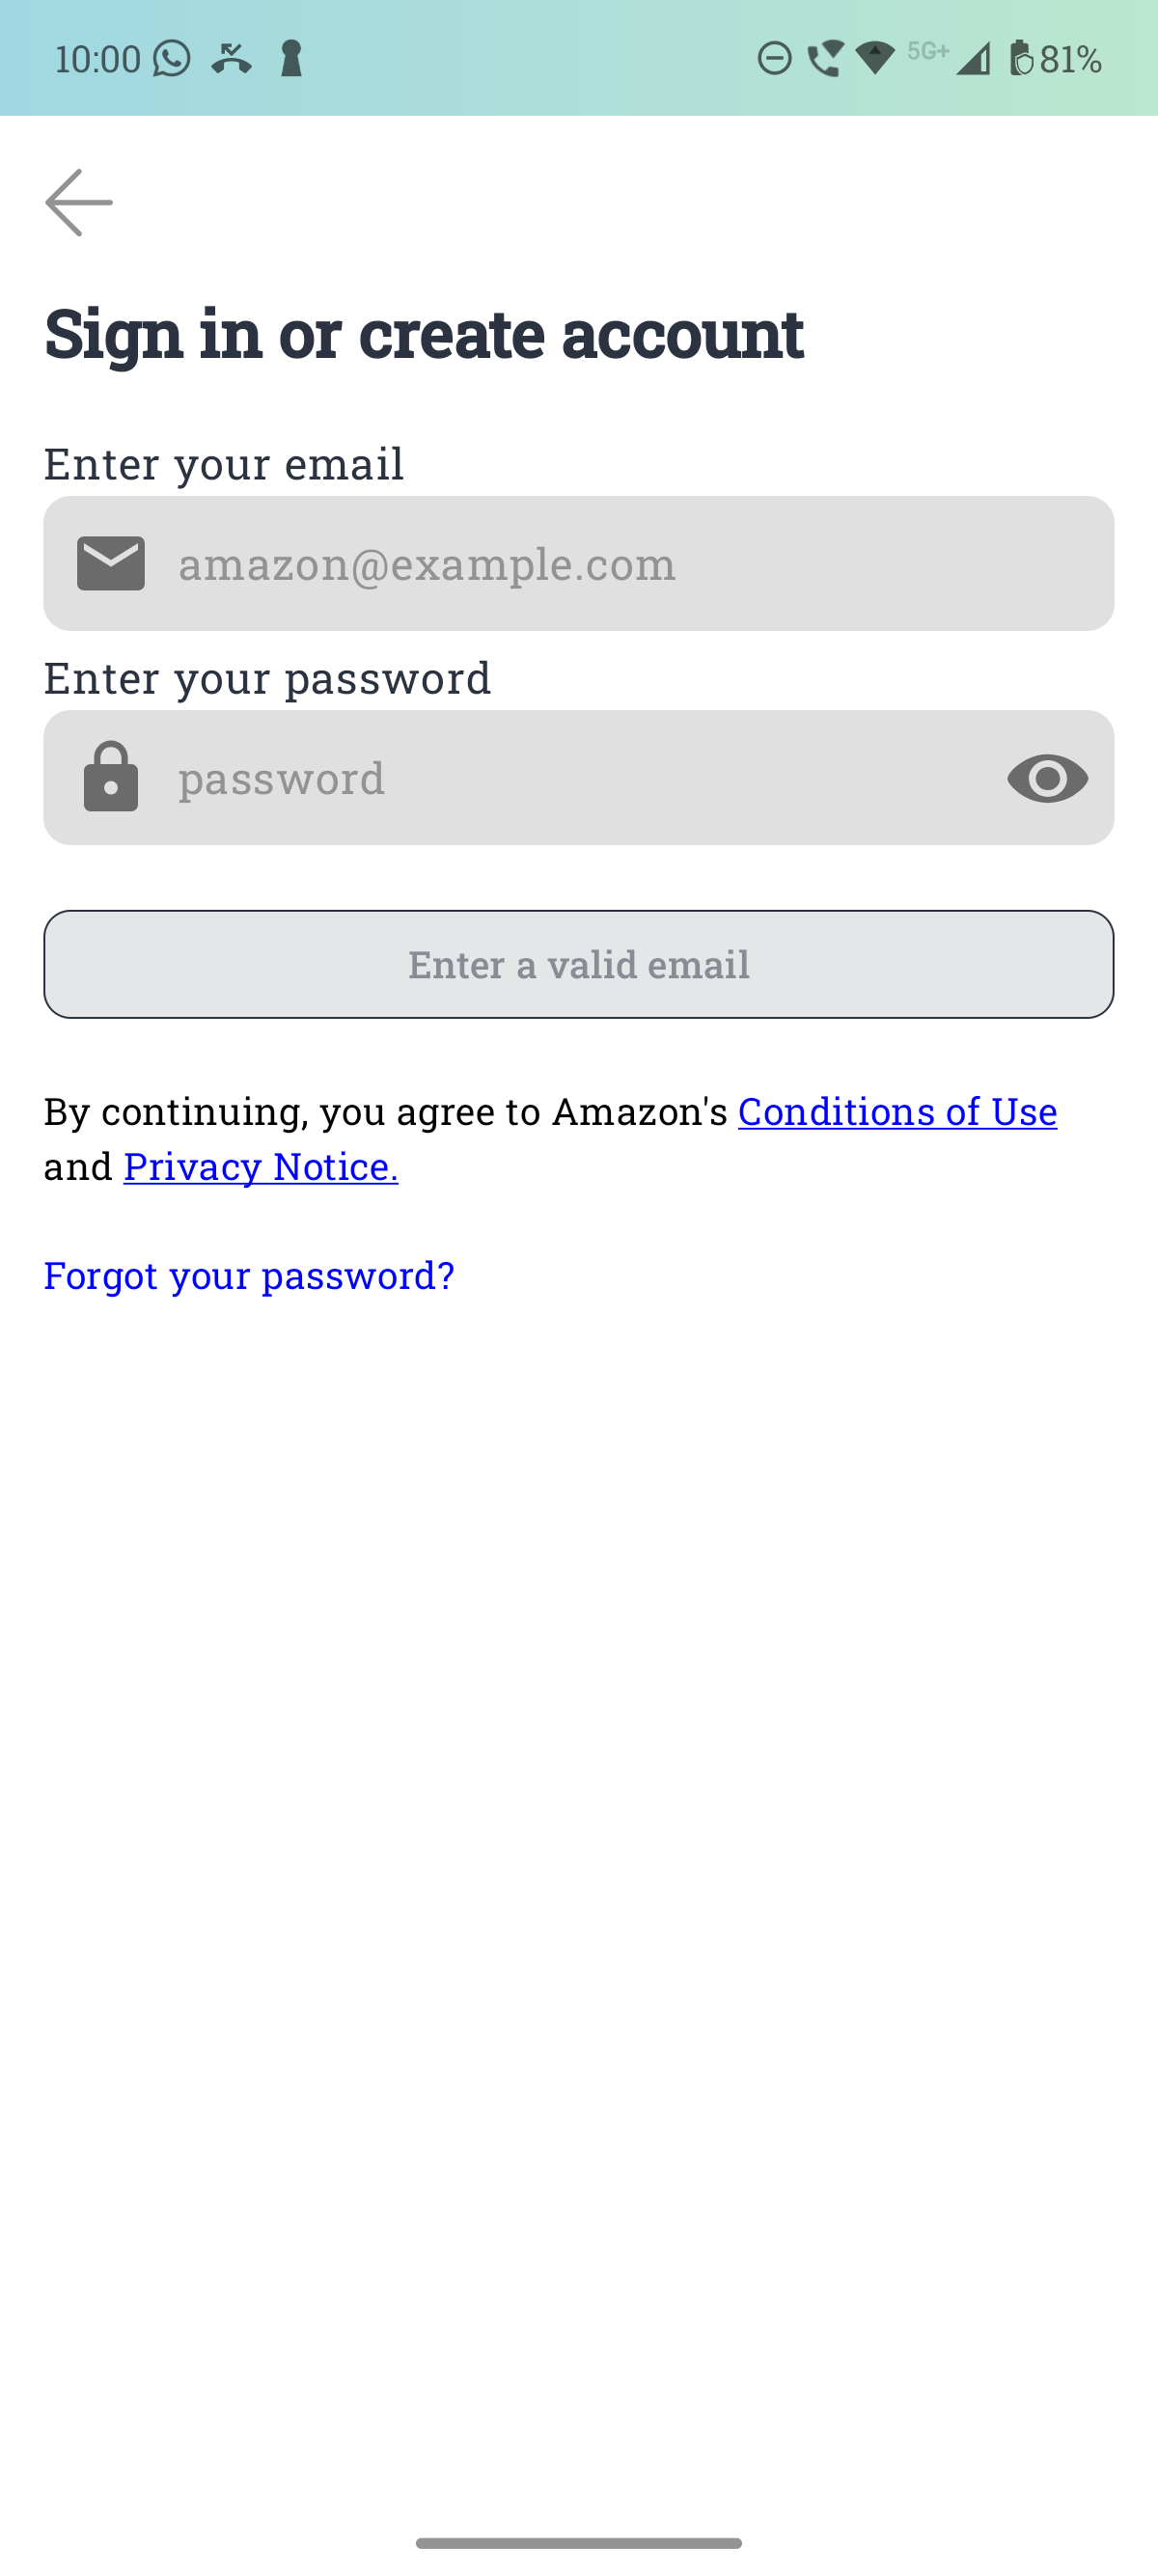 10:00 5G+ 81%
Sign in or create account
Enter your email
amazon@example.com
Enter your password
password
Enter a valid email
By continuing, you agree to Amazon's Conditions of Use
and Privacy Notice.
Forgot your password?